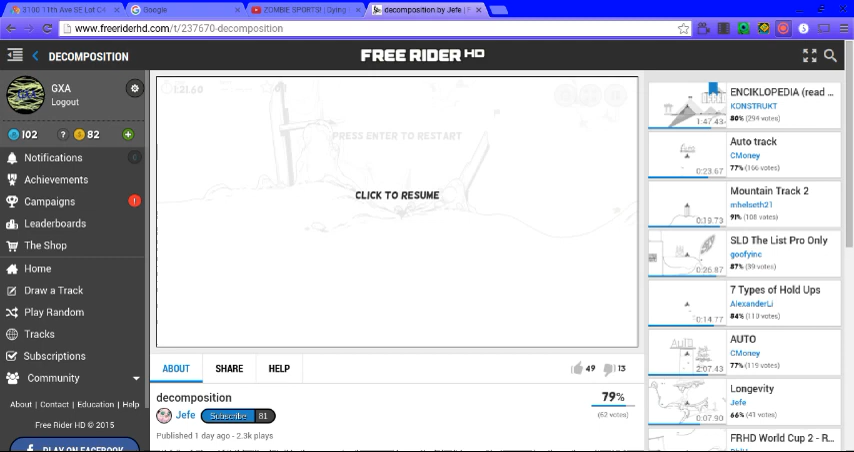 3100 11th Ave SE Lot C4
Google
ZOMBIE SPORTS! | Dying
decomposition by Jefe | F
www.freeriderhd.com/t/237670-decomposition
DECOMPOSITION
FREE RIDER HD
GXA
Logout
102
? 82
Notifications
0
Achievements
Campaigns
!
Leaderboards
The Shop
Home
Draw a Track
Play Random
Tracks
Subscriptions
Community
About | Contact | Education | Help
Free Rider HD © 2015
PLAY ON FACEBOOK
1:21.60
PRESS ENTER TO RESTART
CLICK TO RESUME
ABOUT SHARE HELP
49 13
decomposition
79%
Jefe Subscribe 81
(62 votes)
Published 1 day ago - 2.3k plays
ENCIKLOPEDIA (read ...
KONSTRUKT
80% (294 votes)
1:47.43
Auto track
CMoney
77% (166 votes)
0:23.67
Mountain Track 2
mhelseth21
91% (108 votes)
0:19.73
SLD The List Pro Only
goofyinc
87% (39 votes)
0:26.87
7 Types of Hold Ups
AlexanderLi
84% (110 votes)
0:14.77
AUTO
CMoney
77% (119 votes)
2:07.43
Longevity
Jefe
66% (41 votes)
0:07.90
FRHD World Cup 2 - R...